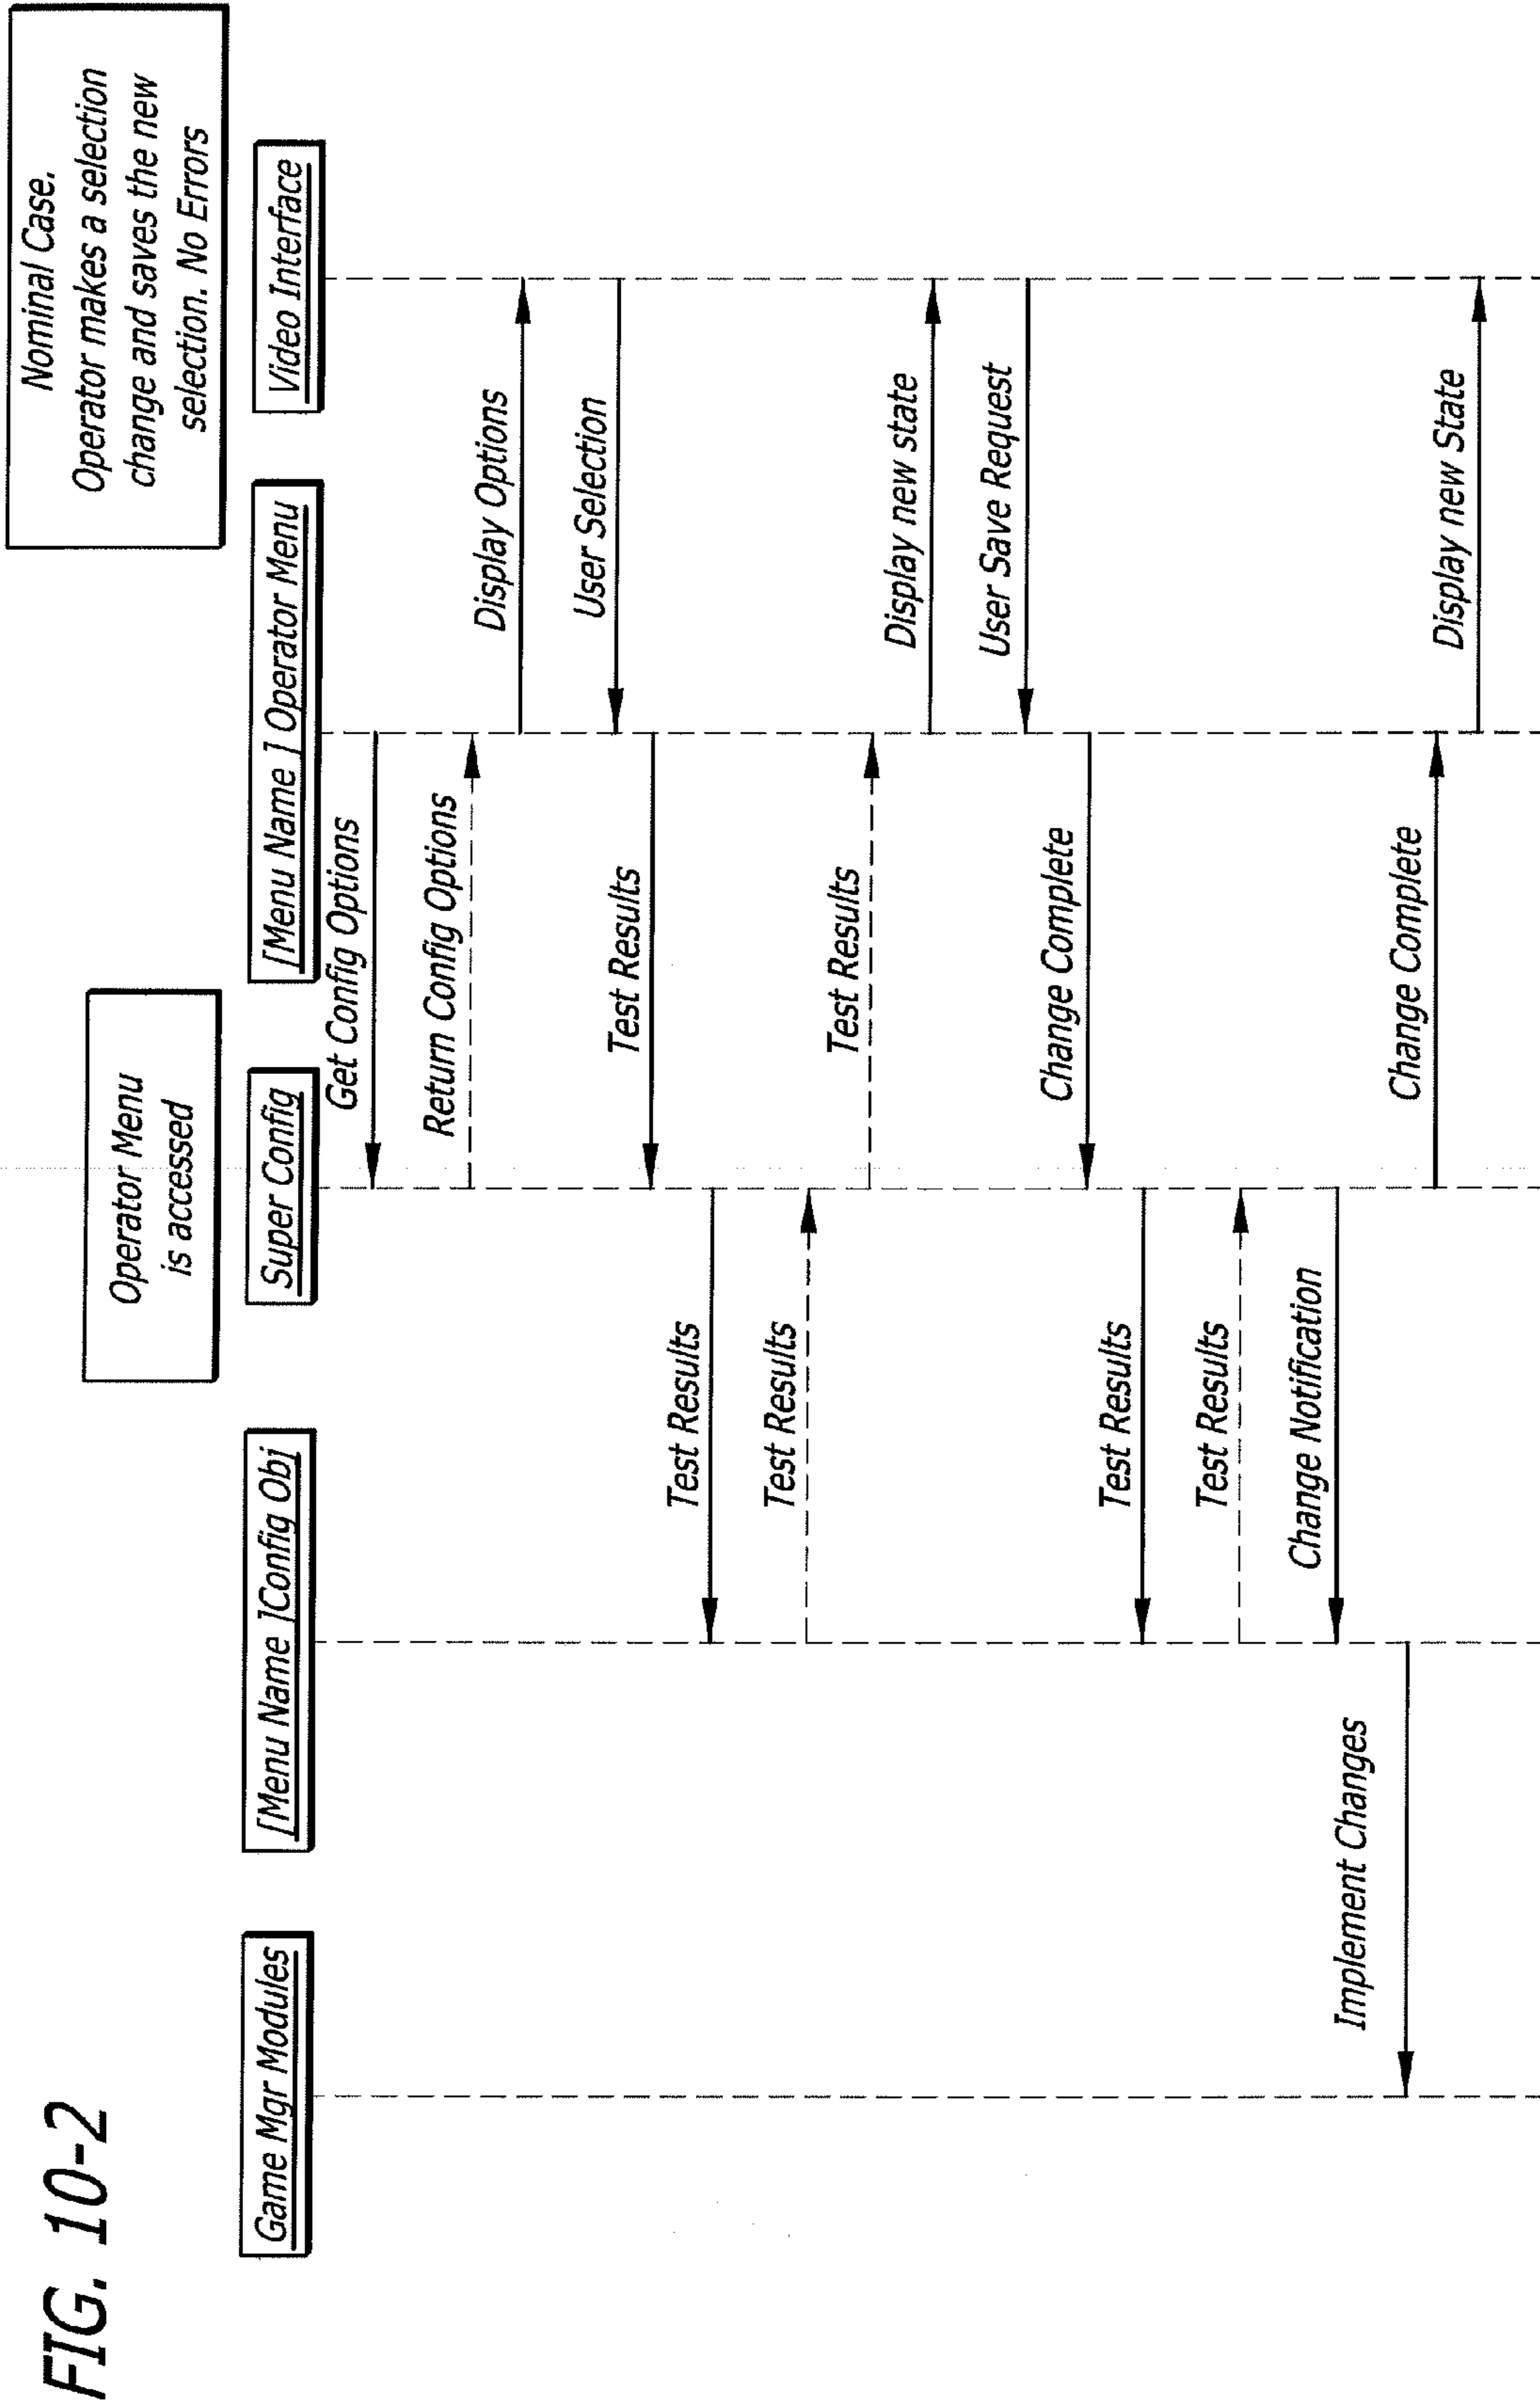 FIG. 10-2
Nominal Case.
Operator makes a selection
change and saves the new
selection. No Errors
Operator Menu
is accessed
Game Mgr Modules
[Menu Name ]Config Obj
Super Config
[Menu Name ] Operator Menu
Video Interface
Get Config Options
Return Config Options
Display Options
User Selection
Test Results
Test Results
Test Results
Test Results
Display new state
User Save Request
Change Complete
Test Results
Test Results
Change Notification
Implement Changes
Change Complete
Display new State